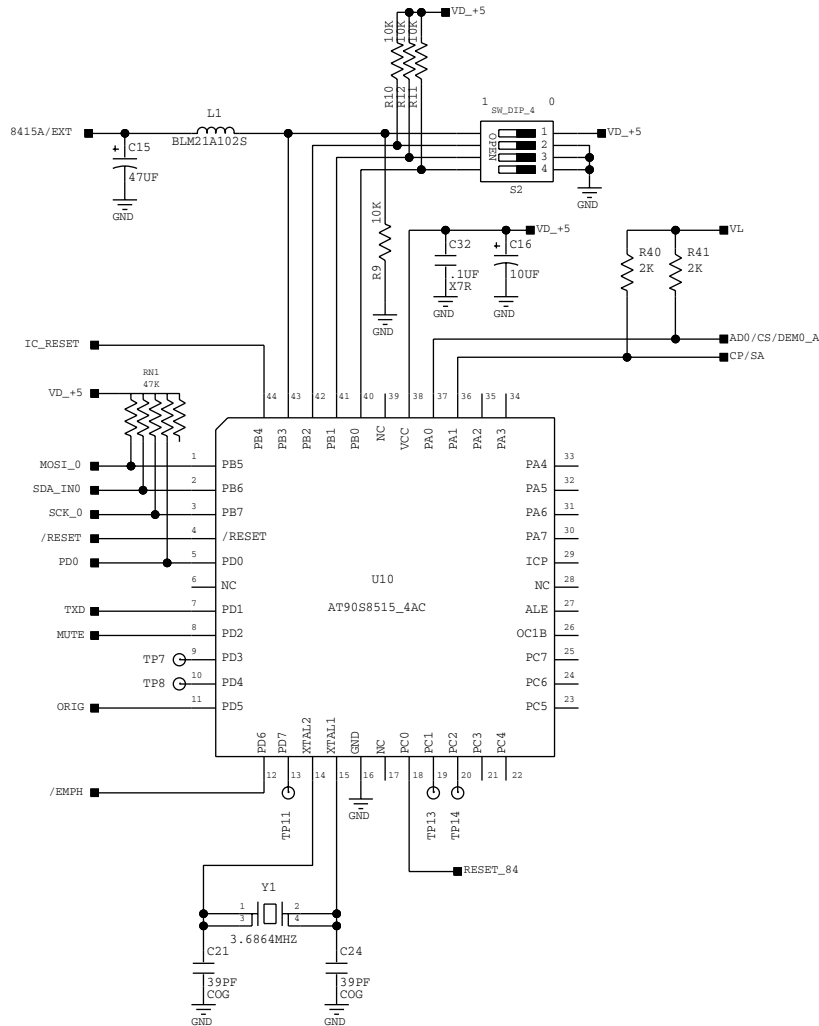 VD_+5
10K
10K
10K
R10
R12
R11
1
0
SW_DIP_4
8415A/EXT
L1
BLM21A102S
OPEN
1
2
3
4
VD_+5
+
C15
47UF
GND
S2
GND
10K
R9
GND
VD_+5
C32
.1UF
X7R
GND
+
C16
10UF
GND
VL
R40
2K
R41
2K
AD0/CS/DEM0_A
CP/SA
IC_RESET
VD_+5
RN1
47K
44
43
42
41
40
39
38
37
36
35
34
PB4
PB3
PB2
PB1
PB0
NC
VCC
PA0
PA1
PA2
PA3
MOSI_0
1
PB5
PA4
33
SDA_IN0
2
PB6
PA5
32
SCK_0
3
PB7
PA6
31
/RESET
4
/RESET
PA7
30
PD0
5
PD0
ICP
29
6
NC
U10
NC
28
TXD
7
PD1
AT90S8515_4AC
ALE
27
MUTE
8
PD2
OC1B
26
TP7
9
PD3
PC7
25
TP8
10
PD4
PC6
24
ORIG
11
PD5
PC5
23
PD6
PD7
XTAL2
XTAL1
GND
NC
PC0
PC1
PC2
PC3
PC4
12
13
14
15
16
17
18
19
20
21
22
/EMPH
TP11
GND
TP13
TP14
RESET_84
Y1
1
2
3
4
3.6864MHZ
C21
39PF
COG
GND
C24
39PF
COG
GND